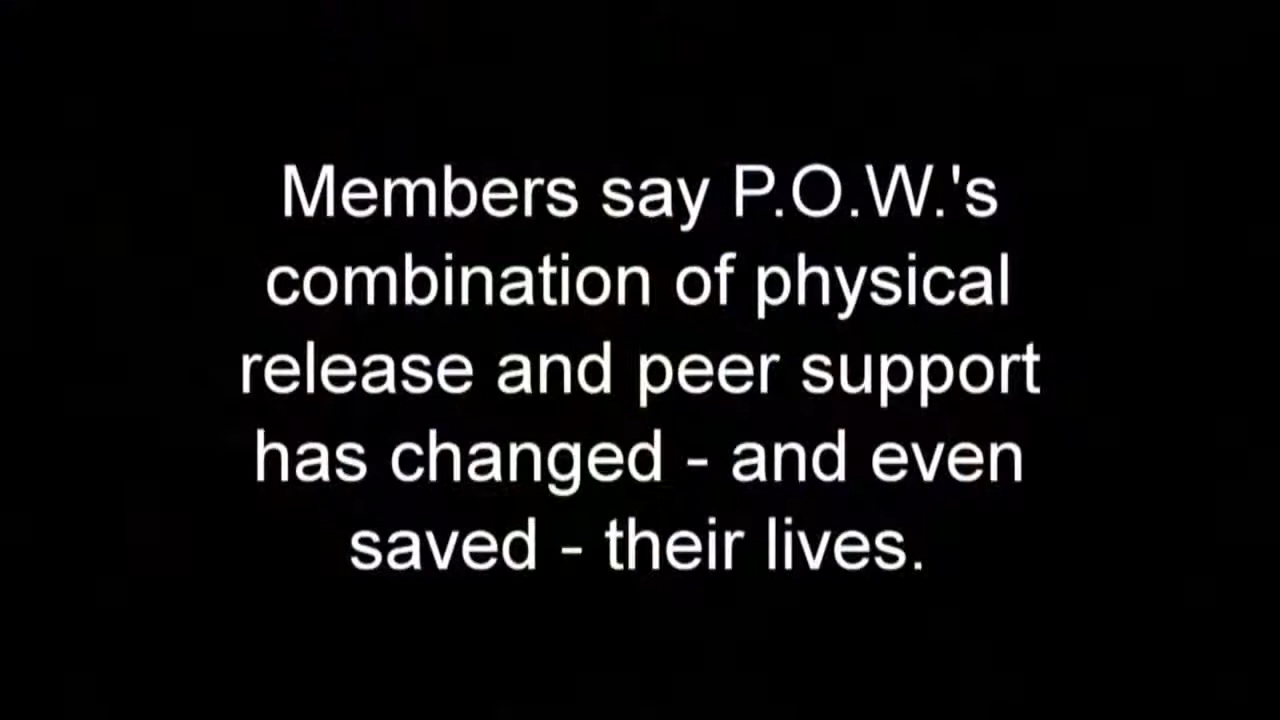 Members say P.O.W.'s
combination of physical
release and peer support
has changed - and even
saved - their lives.